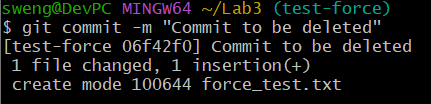 sweng@DevPC MINGW64 ~/Lab3 (test-force)
$ git commit -m "Commit to be deleted"
[test-force 06f42f0] Commit to be deleted
 1 file changed, 1 insertion(+)
 create mode 100644 force_test.txt